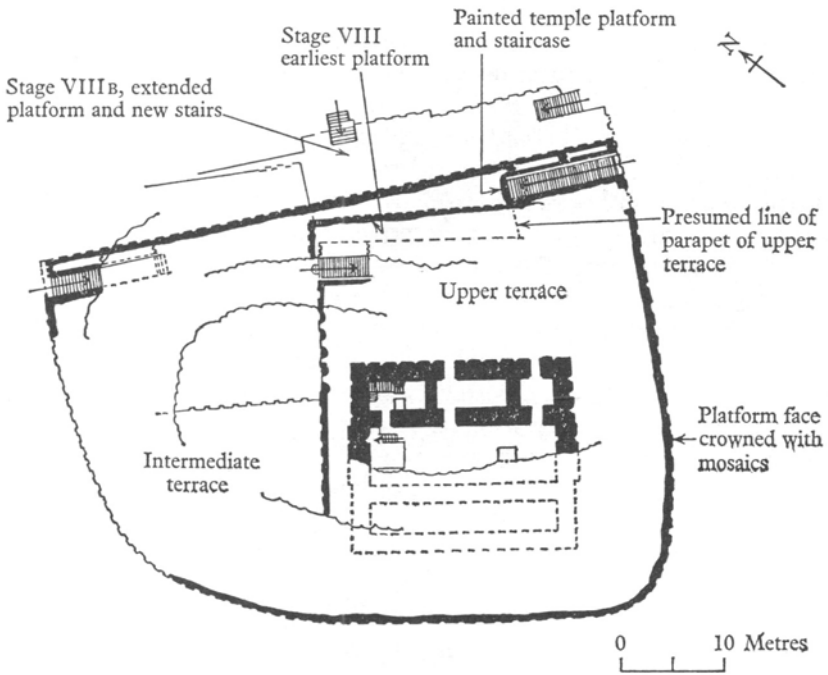 Painted temple platform
and staircase
N
Stage VIII
earliest platform
Stage VIIIB, extended
platform and new stairs
Presumed line of
parapet of upper
terrace
Upper terrace
Platform face
crowned with
mosaics
Intermediate
terrace
0 10 Metres